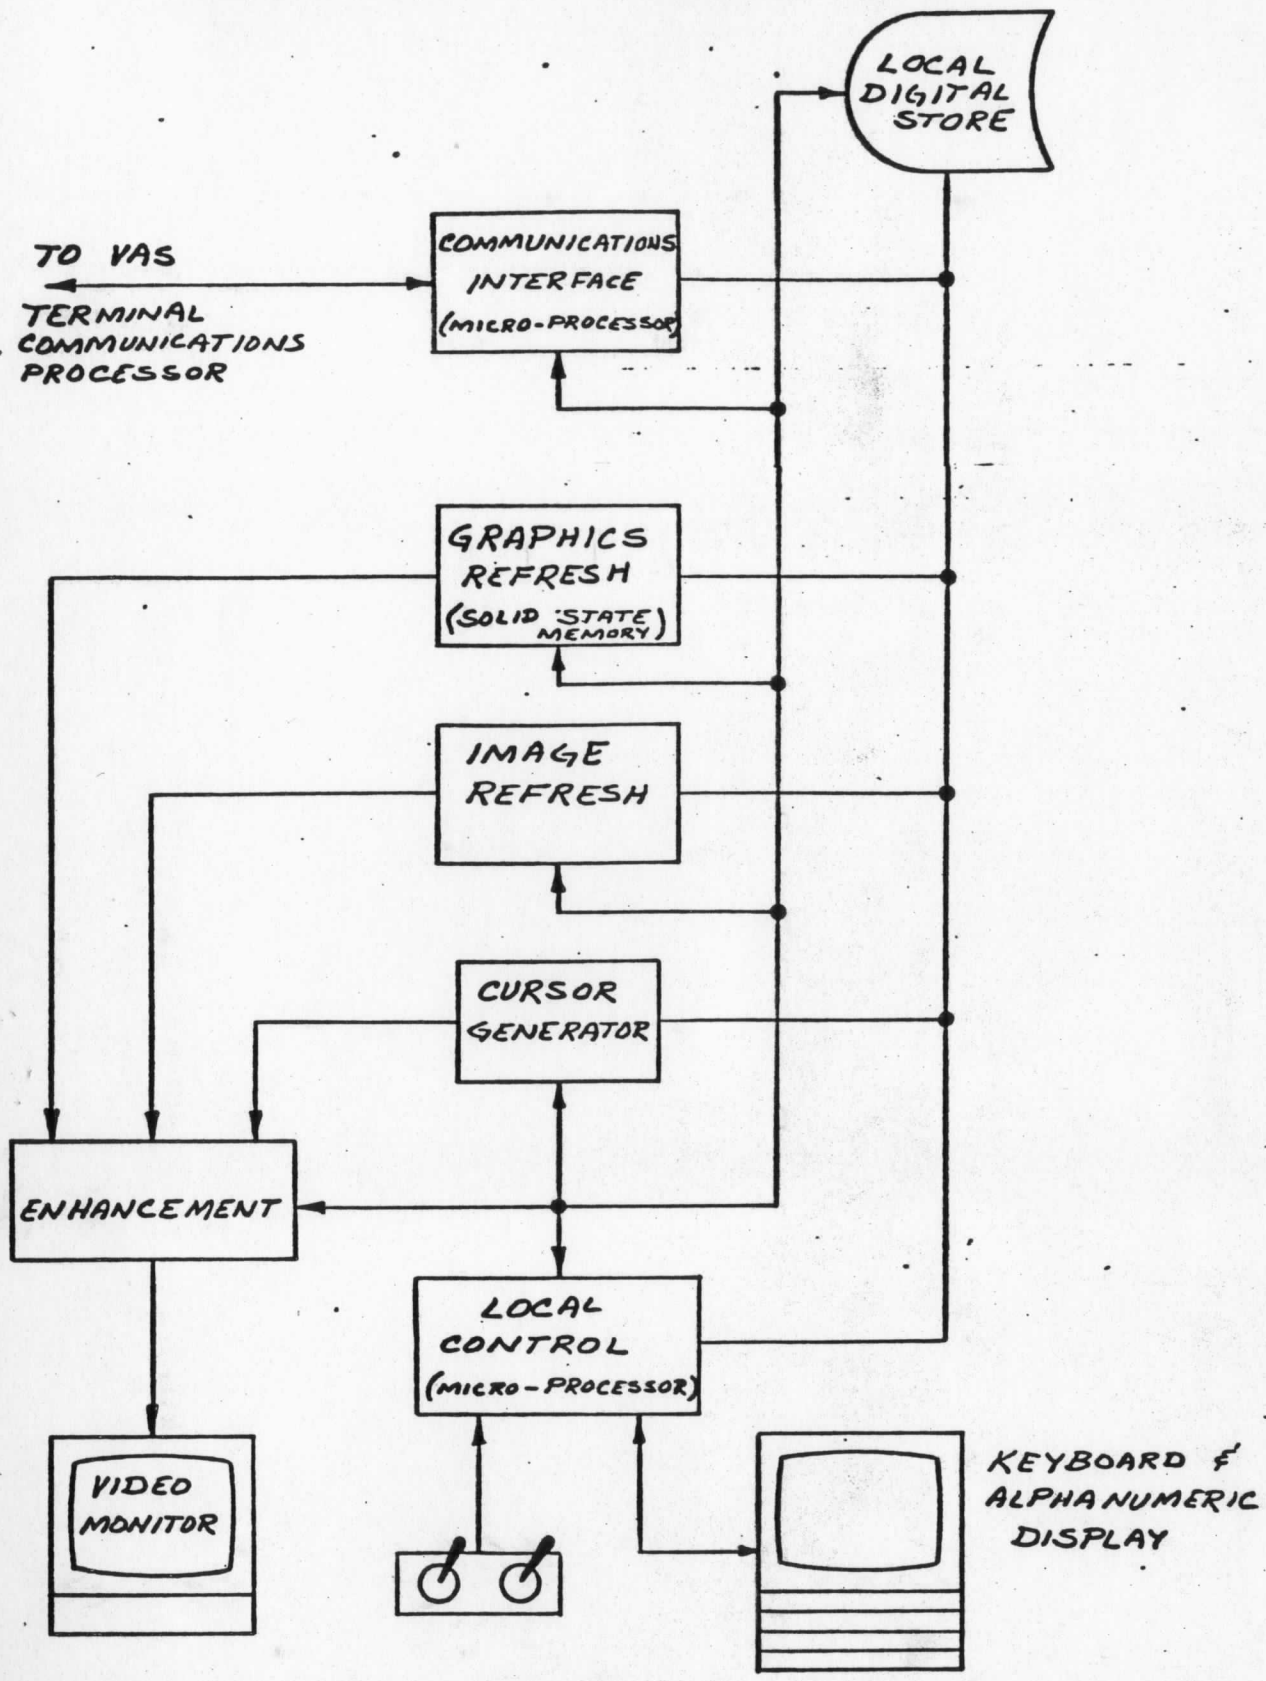 LOCAL
DIGITAL
STORE
TO VAS
TERMINAL
COMMUNICATIONS
PROCESSOR
COMMUNICATIONS
INTERFACE
(MICRO-PROCESSOR)
GRAPHICS
REFRESH
(SOLID STATE
MEMORY)
IMAGE
REFRESH
CURSOR
GENERATOR
ENHANCEMENT
LOCAL
CONTROL
(MICRO-PROCESSOR)
VIDEO
MONITOR
KEYBOARD &
ALPHANUMERIC
DISPLAY